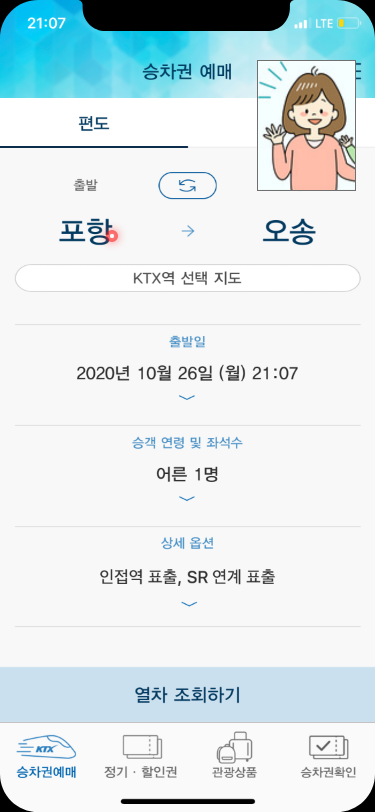 21:07
LTE
승차권 예매
편도
출발
포항
오송
KTX역 선택 지도
출발일
2020년 10월 26일 (월) 21:07
승객 연령 및 좌석수
어른 1명
상세 옵션
인접역 표출, SR 연계 표출
열차 조회하기
KTX
승차권예매
정기 · 할인권
관광상품
승차권확인